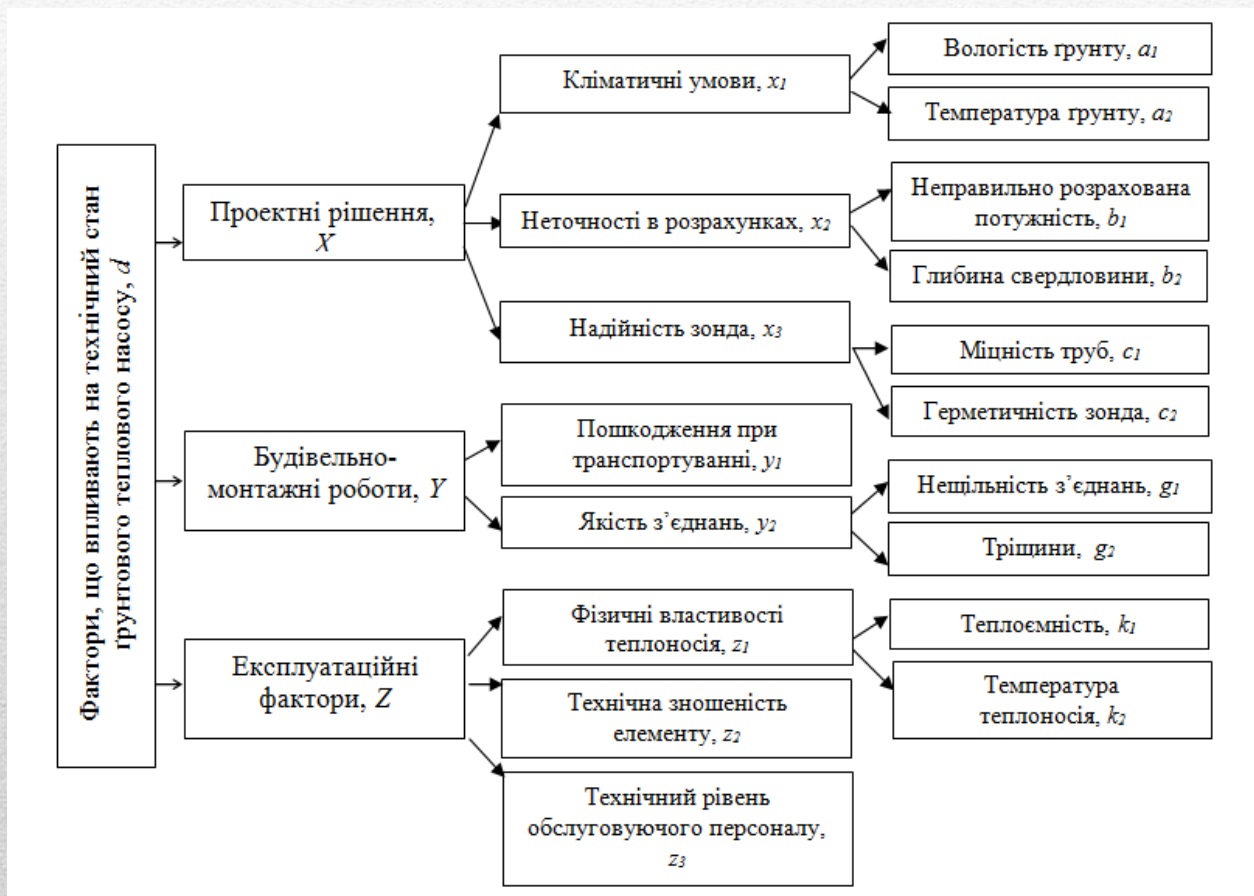 Фактори, що впливають на технічний стан
ґрунтового теплового насосу, d
Проектні рішення,
X
Кліматичні умови, x1
Вологість ґрунту, a1
Температура ґрунту, a2
Неточності в розрахунках, x2
Неправильно розрахована
потужність, b1
Глибина свердловини, b2
Надійність зонда, x3
Міцність труб, c1
Герметичність зонда, c2
Будівельно-
монтажні роботи, Y
Пошкодження при
транспортуванні, y1
Якість з’єднань, y2
Нещільність з’єднань, g1
Тріщини, g2
Експлуатаційні
фактори, Z
Фізичні властивості
теплоносія, z1
Теплоємність, k1
Температура
теплоносія, k2
Технічна зношеність
елементу, z2
Технічний рівень
обслуговуючого персоналу,
z3